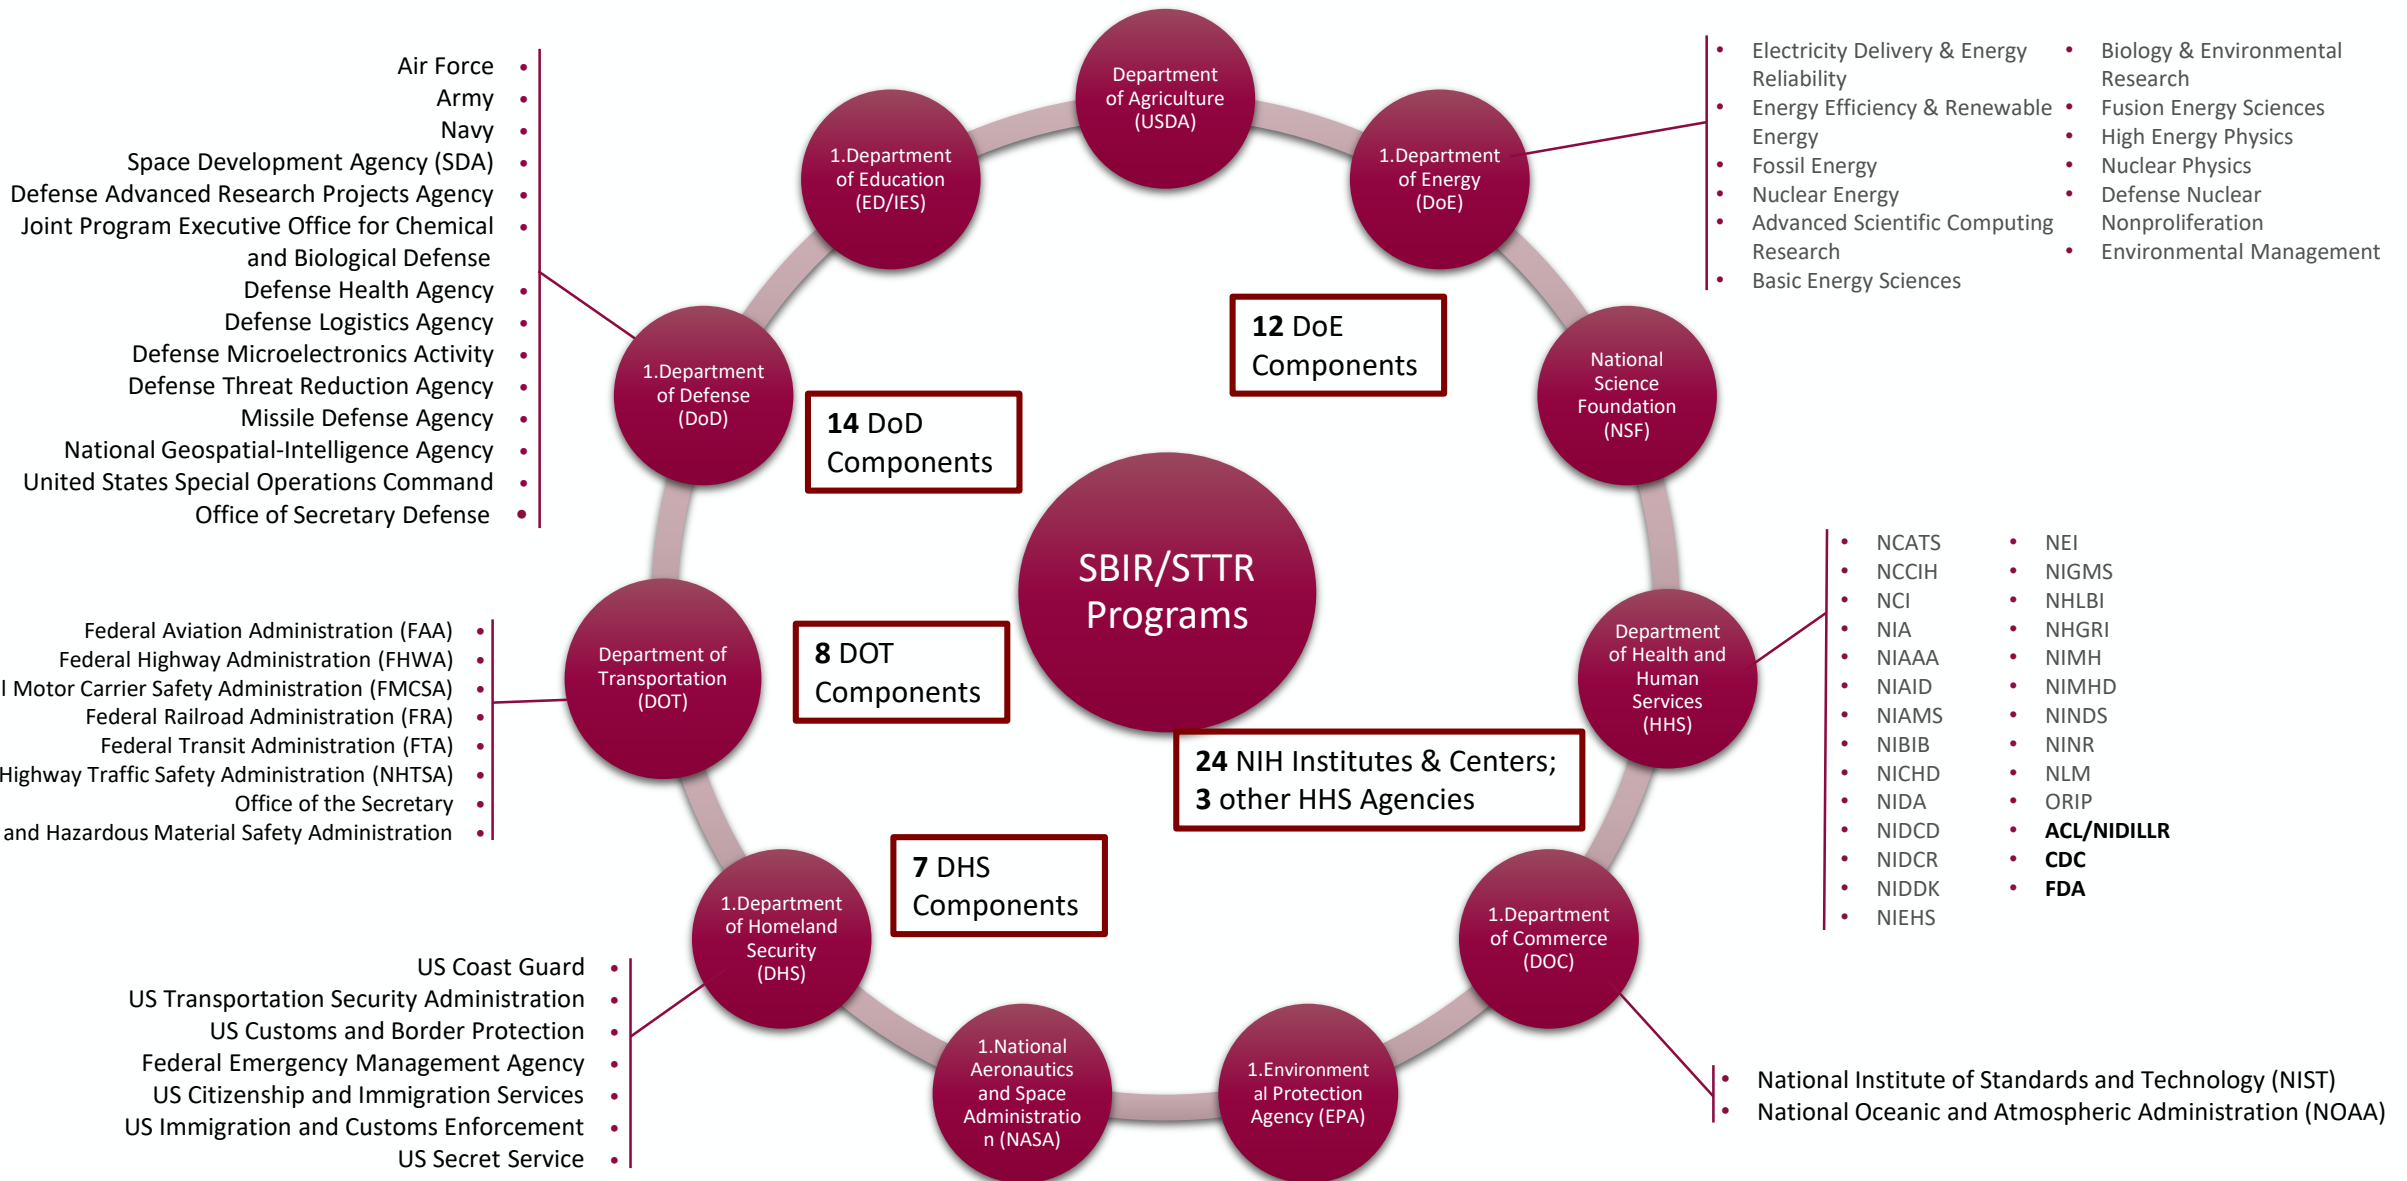 Air Force •
Army •
Navy •
Space Development Agency (SDA) •
Defense Advanced Research Projects Agency •
Joint Program Executive Office for Chemical •
and Biological Defense
Defense Health Agency •
Defense Logistics Agency •
Defense Microelectronics Activity •
Defense Threat Reduction Agency •
Missile Defense Agency •
National Geospatial-Intelligence Agency •
United States Special Operations Command •
Office of Secretary Defense •
Department
of Agriculture
(USDA)
1.Department
of Education
(ED/IES)
1.Department
of Energy
(DoE)
• Electricity Delivery & Energy
Reliability
• Energy Efficiency & Renewable
Energy
• Fossil Energy
• Nuclear Energy
• Advanced Scientific Computing
Research
• Basic Energy Sciences
• Biology & Environmental
Research
• Fusion Energy Sciences
• High Energy Physics
• Nuclear Physics
• Defense Nuclear
Nonproliferation
• Environmental Management
12 DoE
Components
1.Department
of Defense
(DoD)
14 DoD
Components
National
Science
Foundation
(NSF)
SBIR/STTR
Programs
Federal Aviation Administration (FAA) •
Federal Highway Administration (FHWA) •
Motor Carrier Safety Administration (FMCSA) •
Federal Railroad Administration (FRA) •
Federal Transit Administration (FTA) •
Highway Traffic Safety Administration (NHTSA) •
Office of the Secretary •
and Hazardous Material Safety Administration •
Department of
Transportation
(DOT)
8 DOT
Components
Department
of Health and
Human
Services
(HHS)
24 NIH Institutes & Centers;
3 other HHS Agencies
• NCATS
• NCCIH
• NCI
• NIA
• NIAAA
• NIAID
• NIAMS
• NIBIB
• NICHD
• NIDA
• NIDCD
• NIDCR
• NIDDK
• NIEHS
• NEI
• NIGMS
• NHLBI
• NHGRI
• NIMH
• NIMHD
• NINDS
• NINR
• NLM
• ORIP
• ACL/NIDILLR
• CDC
• FDA
7 DHS
Components
1.Department
of Homeland
Security
(DHS)
US Coast Guard •
US Transportation Security Administration •
US Customs and Border Protection •
Federal Emergency Management Agency •
US Citizenship and Immigration Services •
US Immigration and Customs Enforcement •
US Secret Service •
1.National
Aeronautics
and Space
Administratio
n (NASA)
1.Environment
al Protection
Agency (EPA)
1.Department
of Commerce
(DOC)
• National Institute of Standards and Technology (NIST)
• National Oceanic and Atmospheric Administration (NOAA)